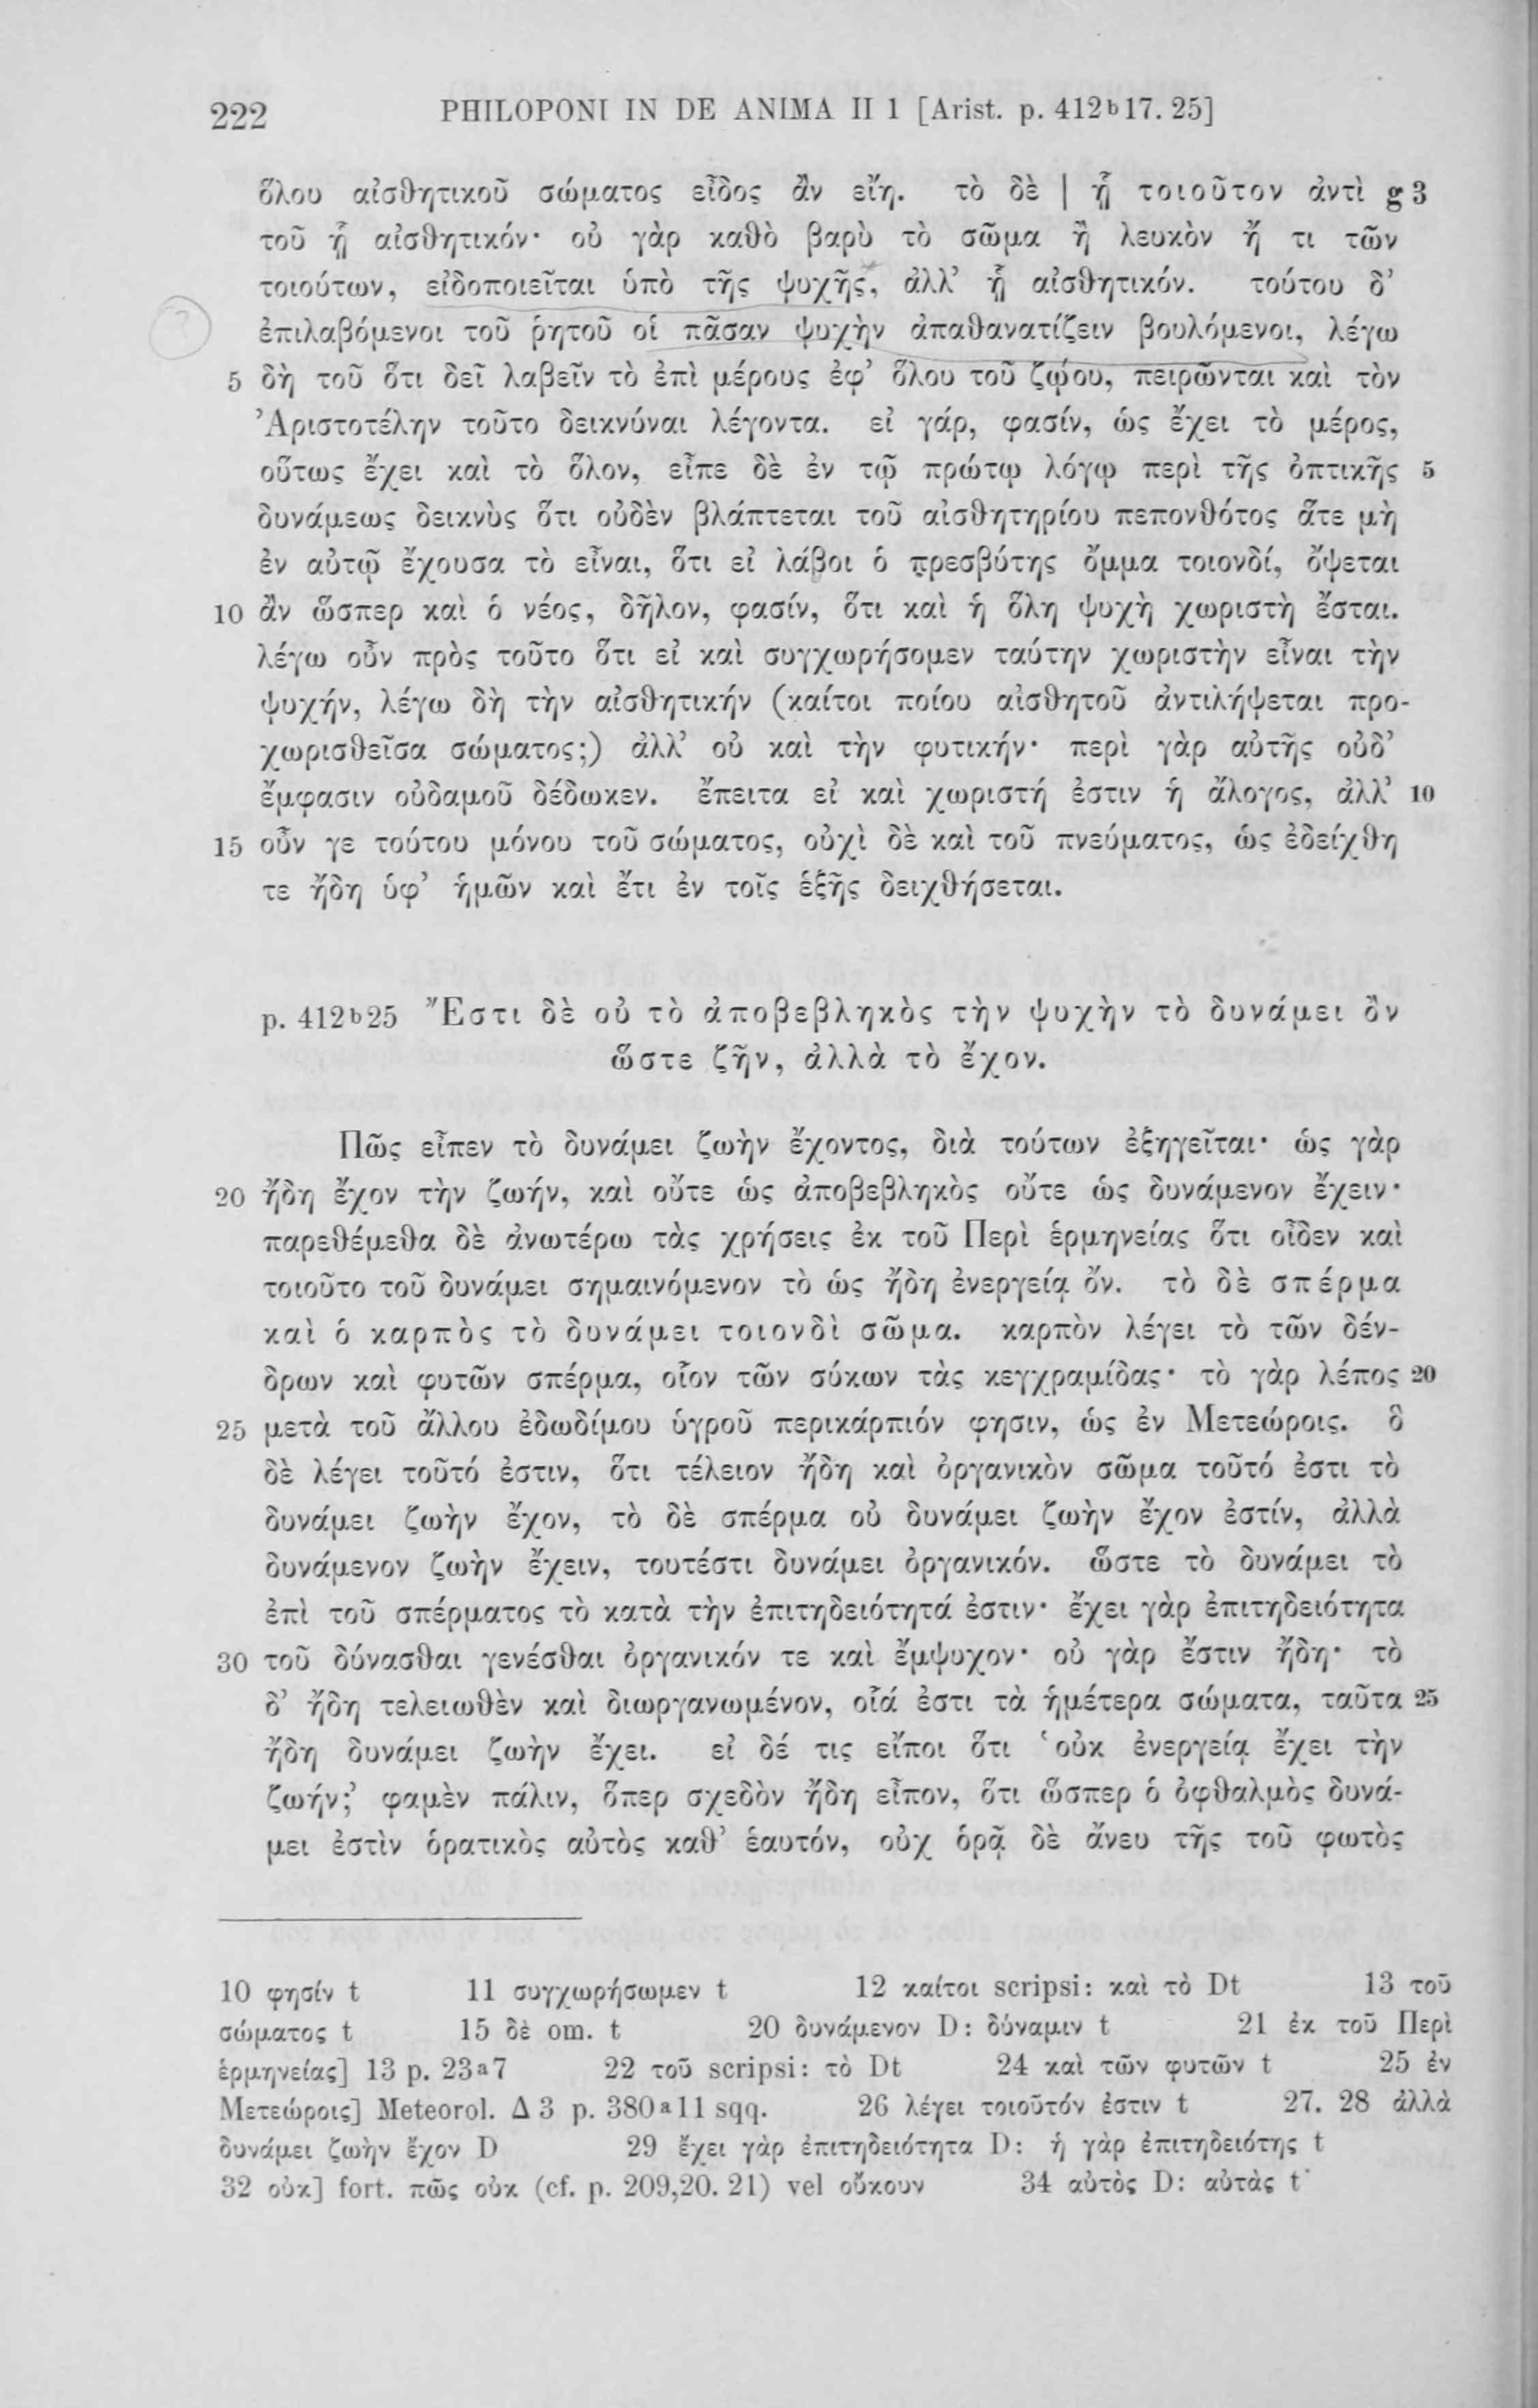 222 PHILOPONI IN DE ANIMA II 1 [Arist. p. 412b17. 25]
ὅλου αἰσθητικοῦ σώματος εἶδος ἂν εἴη. τὸ δὲ | ᾗ τοιοῦτον ἀντὶ g 3
τοῦ ᾗ αἰσθητικόν· οὐ γὰρ καθὸ βαρὺ τὸ σῶμα ἢ λευκὸν ἤ τι τῶν
τοιούτων, εἰδοποιεῖται ὑπὸ τῆς ψυχῆς, ἀλλ’ ᾗ αἰσθητικόν. τούτου δ’
ἐπιλαβόμενοι τοῦ ῥητοῦ οἱ πᾶσαν ψυχὴν ἀπαθανατίζειν βουλόμενοι, λέγω
5 δὴ τοῦ ὅτι δεῖ λαβεῖν τὸ ἐπὶ μέρους ἐφ’ ὅλου τοῦ ζῴου, πειρῶνται καὶ τὸν
Ἀριστοτέλην τοῦτο δεικνύναι λέγοντα. εἰ γάρ, φασίν, ὡς ἔχει τὸ μέρος,
οὕτως ἔχει καὶ τὸ ὅλον, εἶπε δὲ ἐν τῷ πρώτῳ λόγῳ περὶ τῆς ὀπτικῆς 5
δυνάμεως δεικνὺς ὅτι οὐδὲν βλάπτεται τοῦ αἰσθητηρίου πεπονθότος ἅτε μὴ
ἐν αὐτῷ ἔχουσα τὸ εἶναι, ὅτι εἰ λάβοι ὁ πρεσβύτης ὄμμα τοιονδί, ὄψεται
10 ἂν ὥσπερ καὶ ὁ νέος, δῆλον, φασίν, ὅτι καὶ ἡ ὅλη ψυχὴ χωριστὴ ἔσται.
λέγω οὖν πρὸς τοῦτο ὅτι εἰ καὶ συγχωρήσομεν ταύτην χωριστὴν εἶναι τὴν
ψυχήν, λέγω δὴ τὴν αἰσθητικήν (καίτοι ποίου αἰσθητοῦ ἀντιλήψεται προ-
χωρισθεῖσα σώματος;) ἀλλ’ οὐ καὶ τὴν φυτικήν· περὶ γὰρ αὐτῆς οὐδ’
ἔμφασιν οὐδαμοῦ δέδωκεν. ἔπειτα εἰ καὶ χωριστή ἐστιν ἡ ἄλογος, ἀλλ’ 10
15 οὖν γε τούτου μόνου τοῦ σώματος, οὐχὶ δὲ καὶ τοῦ πνεύματος, ὡς ἐδείχθη
τε ἤδη ὑφ’ ἡμῶν καὶ ἔτι ἐν τοῖς ἑξῆς δειχθήσεται.
p. 412b25 Ἔστι δὲ οὐ τὸ ἀποβεβληκὸς τὴν ψυχὴν τὸ δυνάμει ὂν
ὥστε ζῆν, ἀλλὰ τὸ ἔχον.
Πῶς εἶπεν τὸ δυνάμει ζωὴν ἔχοντος, διὰ τούτων ἐξηγεῖται· ὡς γὰρ
20 ἤδη ἔχον τὴν ζωήν, καὶ οὔτε ὡς ἀποβεβληκὸς οὔτε ὡς δυνάμενον ἔχειν·
παρεθέμεθα δὲ ἀνωτέρω τὰς χρήσεις ἐκ τοῦ Περὶ ἑρμηνείας ὅτι οἶδεν καὶ
τοιοῦτο τοῦ δυνάμει σημαινόμενον τὸ ὡς ἤδη ἐνεργείᾳ ὄν. τὸ δὲ σπέρμα
καὶ ὁ καρπὸς τὸ δυνάμει τοιονδὶ σῶμα. καρπὸν λέγει τὸ τῶν δέν-
δρων καὶ φυτῶν σπέρμα, οἷον τῶν σύκων τὰς κεγχραμίδας· τὸ γὰρ λέπος 20
25 μετὰ τοῦ ἄλλου ἐδωδίμου ὑγροῦ περικάρπιόν φησιν, ὡς ἐν Μετεώροις. ὃ
δὲ λέγει τοῦτό ἐστιν, ὅτι τέλειον ἤδη καὶ ὀργανικὸν σῶμα τοῦτό ἐστι τὸ
δυνάμει ζωὴν ἔχον, τὸ δὲ σπέρμα οὐ δυνάμει ζωὴν ἔχον ἐστίν, ἀλλὰ
δυνάμενον ζωὴν ἔχειν, τουτέστι δυνάμει ὀργανικόν. ὥστε τὸ δυνάμει τὸ
ἐπὶ τοῦ σπέρματος τὸ κατὰ τὴν ἐπιτηδειότητά ἐστιν· ἔχει γὰρ ἐπιτηδειότητα
30 τοῦ δύνασθαι γενέσθαι ὀργανικόν τε καὶ ἔμψυχον· οὐ γὰρ ἔστιν ἤδη· τὸ
δ’ ἤδη τελειωθὲν καὶ διωργανωμένον, οἷά ἐστι τὰ ἡμέτερα σώματα, ταῦτα 25
ἤδη δυνάμει ζωὴν ἔχει. εἰ δέ τις εἴποι ὅτι ‘οὐκ ἐνεργείᾳ ἔχει τὴν
ζωήν;’ φαμὲν πάλιν, ὅπερ σχεδὸν ἤδη εἶπον, ὅτι ὥσπερ ὁ ὀφθαλμὸς δυνά-
μει ἐστὶν ὁρατικὸς αὐτὸς καθ’ ἑαυτόν, οὐχ ὁρᾷ δὲ ἄνευ τῆς τοῦ φωτὸς
10 φησίν t 11 συγχωρήσωμεν t 12 καίτοι scripsi: καὶ τὸ Dt 13 τοῦ
σώματος t 15 δὲ om. t 20 δυνάμενον D: δύναμιν t 21 ἐκ τοῦ Περὶ
ἑρμηνείας] 13 p. 23a7 22 τοῦ scripsi: τὸ Dt 24 καὶ τῶν φυτῶν t 25 ἐν
Μετεώροις] Meteorol. Δ 3 p. 380a11 sqq. 26 λέγει τοιοῦτόν ἐστιν t 27. 28 ἀλλὰ
δυνάμει ζωὴν ἔχον D 29 ἔχει γὰρ ἐπιτηδειότητα D: ἡ γὰρ ἐπιτηδειότης t
32 οὐκ] fort. πῶς οὐκ (cf. p. 209,20. 21) vel οὔκουν 34 αὐτὸς D: αὐτὰς t